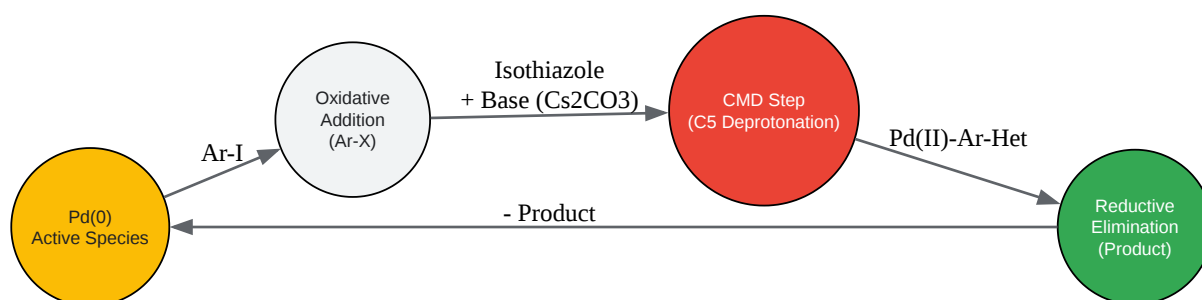 Pd(0)
Active Species
Ar-I
Oxidative
Addition
(Ar-X)
Isothiazole
+ Base (Cs2CO3)
CMD Step
(C5 Deprotonation)
Pd(II)-Ar-Het
Reductive
Elimination
(Product)
- Product